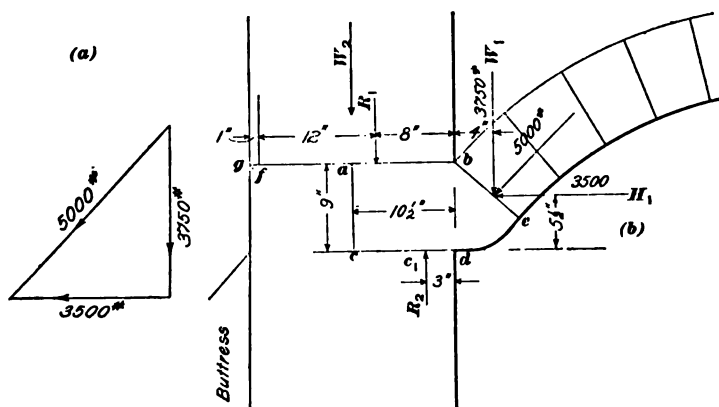 (a)
5000#
3750#
3500#
W₂
R₁
W₁
3750#
5000#
1"
12"
8"
4"
g
f
a
b
9"
10½"
3500
H₁
5½"
e
(b)
c
c₁
d
3"
R₂
Buttress